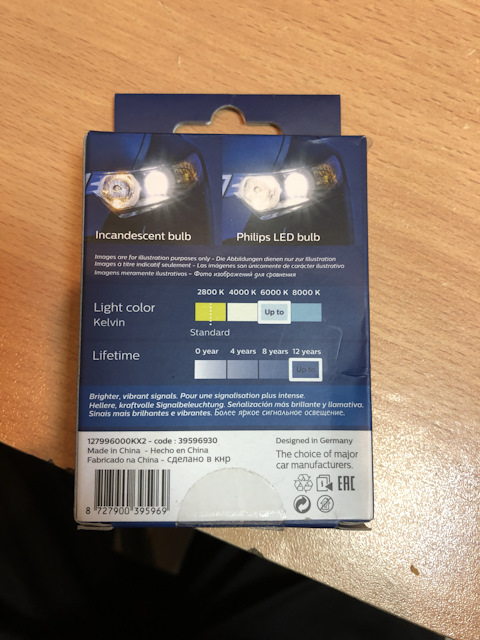 Incandescent bulb
Philips LED bulb
Images are for illustration purposes only - Die Abbildungen dienen nur zur Illustration
Images à titre indicatif seulement - Las imágenes son únicamente de carácter ilustrativo
Imagens meramente ilustrativas - Фото изображений для сравнения
Light color
Kelvin
2800 K 4000 K 6000 K 8000 K
Up to
Standard
Lifetime
0 year 4 years 8 years 12 years
Up to
Brighter, vibrant signals. Pour une signalisation plus intense.
Hellere, kraftvolle Signalbeleuchtung. Señalización más brillante y llamativa.
Sinais mais brilhantes e vibrantes. Более яркое сигнальное освещение.
127996000KX2 - code : 39596930
Made in China - Hecho en China
Fabricado na China - сделано в кнр
Designed in Germany
The choice of major
car manufacturers.
EAC
8 727900 395969